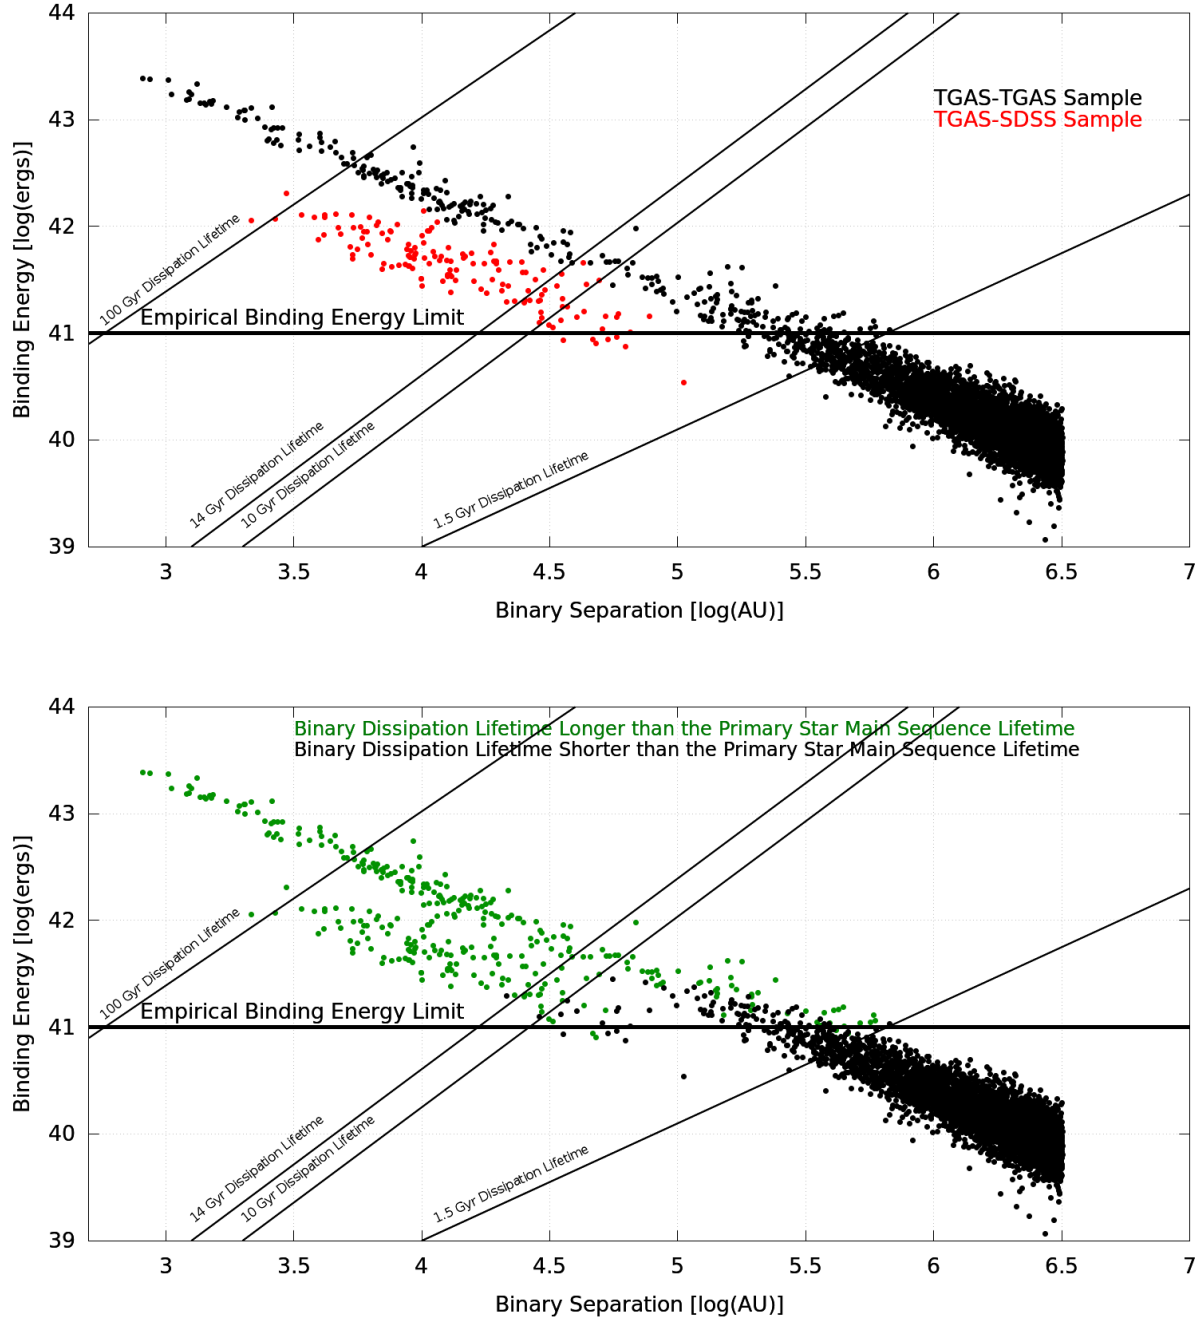 44
43
42
41
40
39
Binding Energy [log(ergs)]
TGAS-TGAS Sample
TGAS-SDSS Sample
100 Gyr Dissipation Lifetime
Empirical Binding Energy Limit
14 Gyr Dissipation Lifetime
10 Gyr Dissipation Lifetime
1.5 Gyr Dissipation Lifetime
3 3.5 4 4.5 5 5.5 6 6.5 7
Binary Separation [log(AU)]
44
43
42
41
40
39
Binding Energy [log(ergs)]
Binary Dissipation Lifetime Longer than the Primary Star Main Sequence Lifetime
Binary Dissipation Lifetime Shorter than the Primary Star Main Sequence Lifetime
100 Gyr Dissipation Lifetime
Empirical Binding Energy Limit
14 Gyr Dissipation Lifetime
10 Gyr Dissipation Lifetime
1.5 Gyr Dissipation Lifetime
3 3.5 4 4.5 5 5.5 6 6.5 7
Binary Separation [log(AU)]